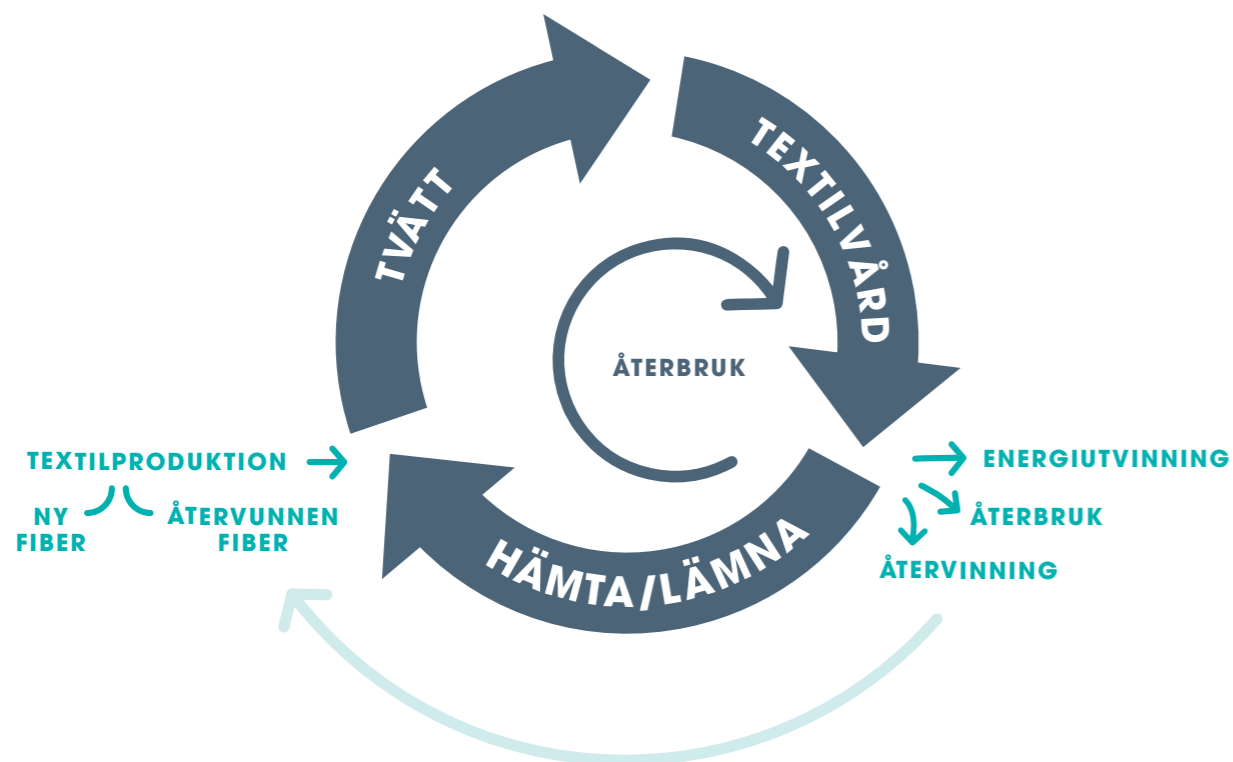 TVÄTT
TEXTILVÅRD
ÅTERBRUK
HÄMTA/LÄMNA
TEXTILPRODUKTION
NY
FIBER
ÅTERVUNNEN
FIBER
ENERGIUTVINNING
ÅTERBRUK
ÅTERVINNING